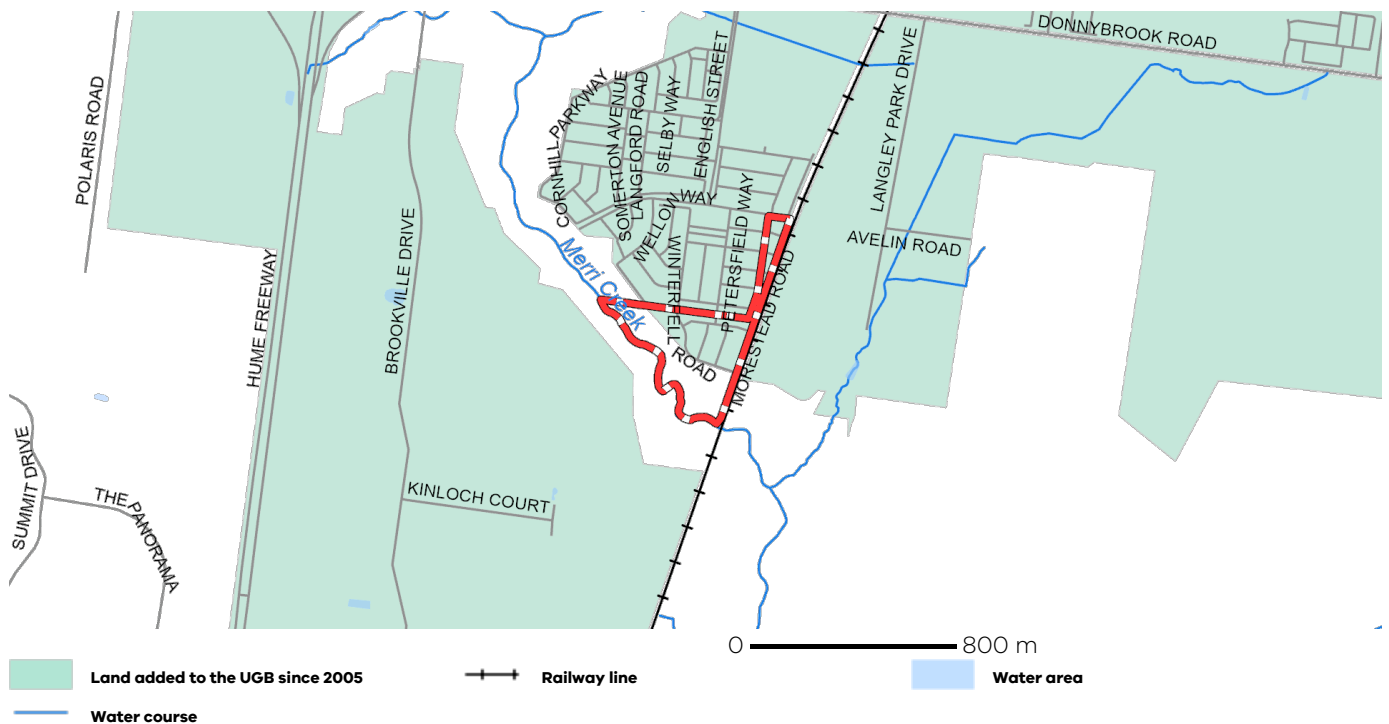 DONNYBROOK ROAD
POLARIS ROAD
CORNHILL PARKWAY
SOMERTON AVENUE
LANGFORD ROAD
SELBY WAY
ENGLISH STREET
LANGLEY PARK DRIVE
WAY
WELLOW
WINTERFELL
ROAD
PETERSFIELD WAY
AVELIN ROAD
Merri Creek
MORESTEAD ROAD
HUME FREEWAY
BROOKVILLE DRIVE
SUMMIT DRIVE
THE PANORAMA
KINLOCH COURT
0 800 m
Land added to the UGB since 2005
Railway line
Water area
Water course